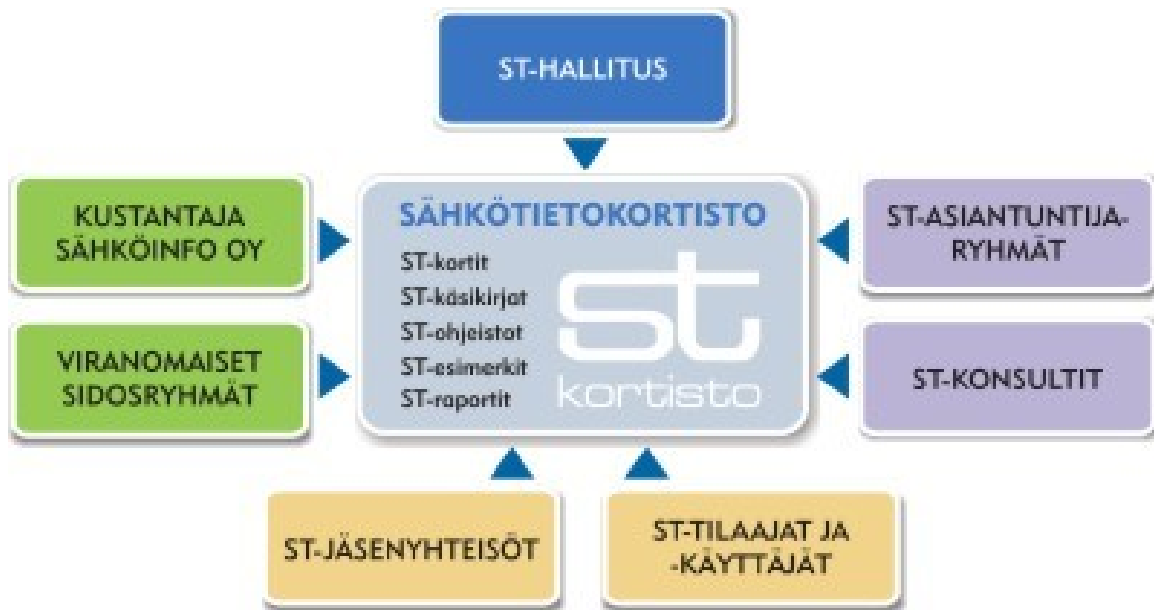 ST-HALLITUS
KUSTANTAJA
SÄHKÖINFO OY
SÄHKÖTIETOKORTISTO
ST-kortit
ST-käsikirjat
ST-ohjeistot
ST-esimerkit
ST-raportit
st
kortisto
ST-ASIANTUNTIJA-
RYHMÄT
VIRANOMAISET
SIDOSRYHMÄT
ST-KONSULTIT
ST-JÄSENYHTEISÖT
ST-TILAAJAT JA
-KÄYTTÄJÄT